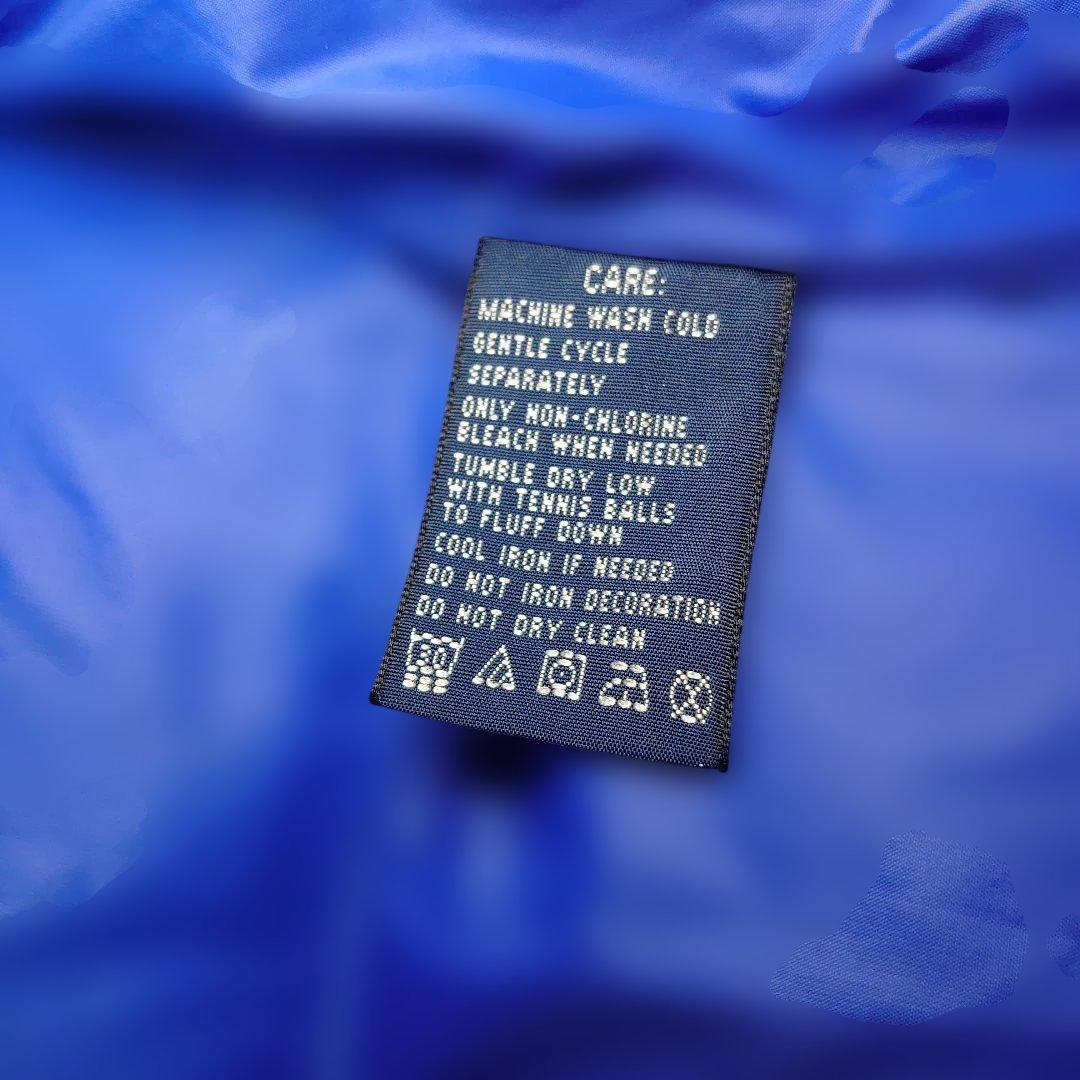 CARE:
MACHINE WASH COLD
GENTLE CYCLE
SEPARATELY
ONLY NON-CHLORINE
BLEACH WHEN NEEDED
TUMBLE DRY LOW
WITH TENNIS BALLS
TO FLUFF DOWN
COOL IRON IF NEEDED
DO NOT IRON DECORATION
DO NOT DRY CLEAN
30